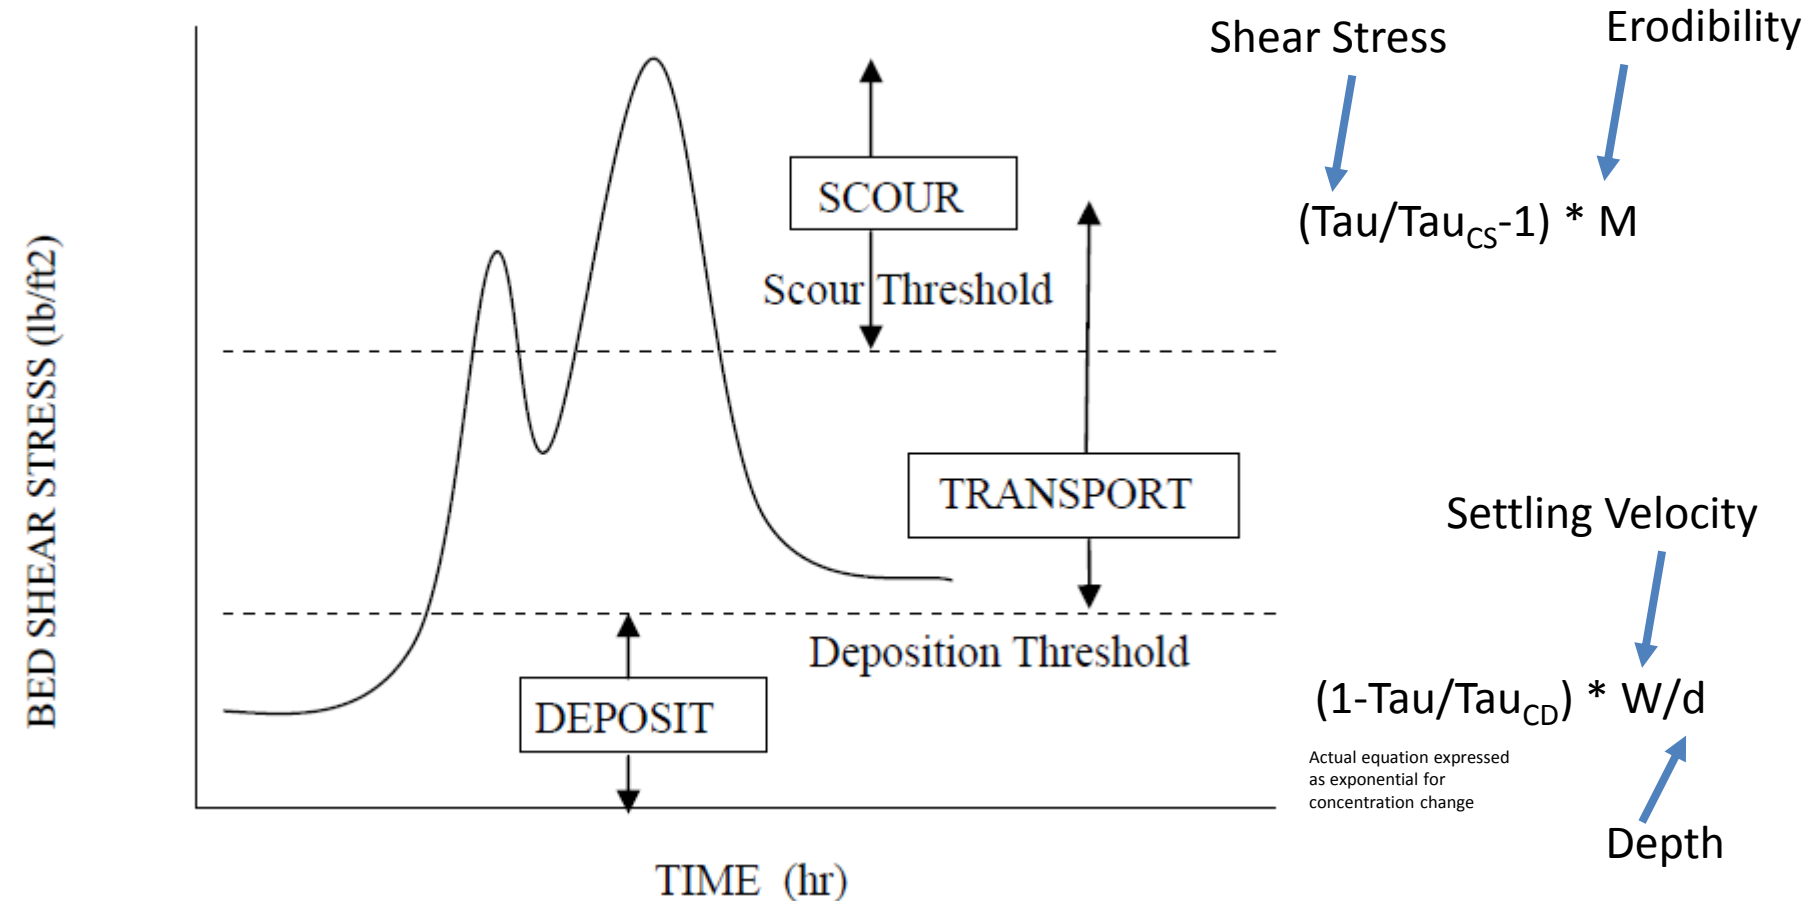 Shear Stress
Erodibility
SCOUR
(Tau/Tau_CS-1) * M
Scour Threshold
BED SHEAR STRESS (lb/ft2)
TRANSPORT
Settling Velocity
Deposition Threshold
DEPOSIT
(1-Tau/Tau_CD) * W/d
Actual equation expressed
as exponential for
concentration change
Depth
TIME (hr)